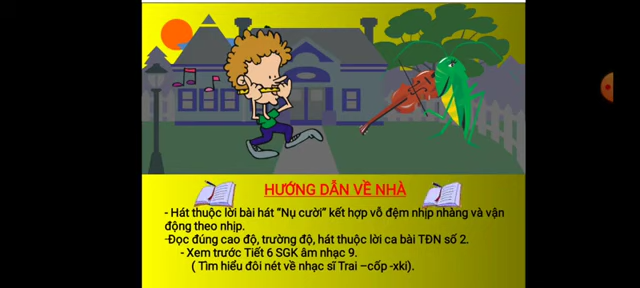 HƯỚNG DẪN VỀ NHÀ
- Hát thuộc lời bài hát “Nụ cười” kết hợp vỗ đệm nhịp nhàng và vận
động theo nhịp.
-Đọc đúng cao độ, trường độ, hát thuộc lời ca bài TĐN số 2.
- Xem trước Tiết 6 SGK âm nhạc 9.
( Tìm hiểu đôi nét về nhạc sĩ Trai –cốp -xki).